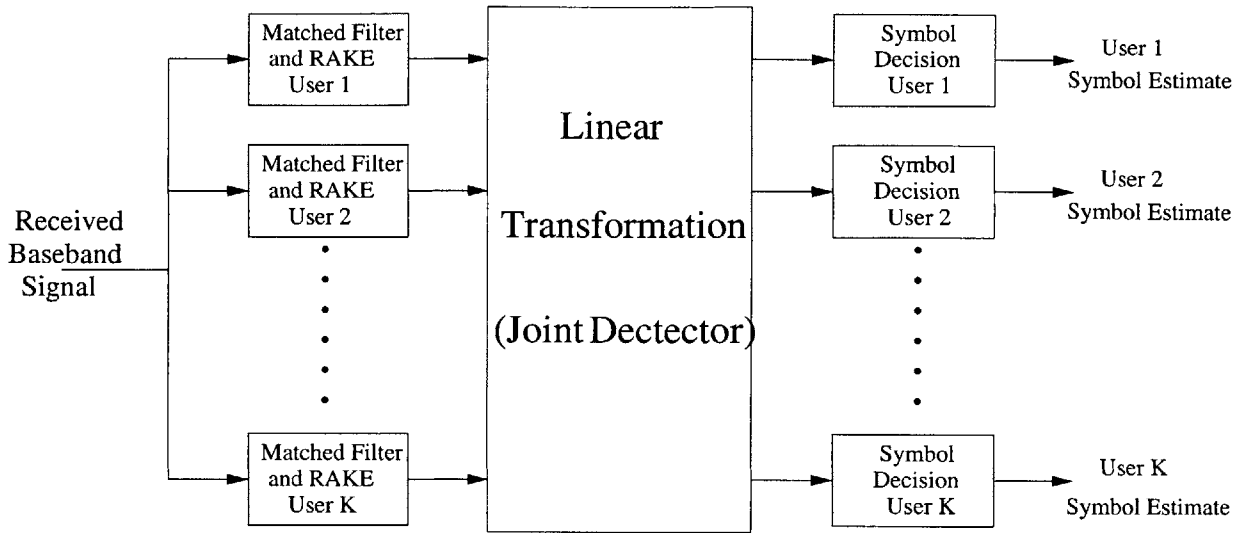 Received
Baseband
Signal
Matched Filter
and RAKE
User 1
Matched Filter
and RAKE
User 2
Matched Filter
and RAKE
User K
Linear
Transformation
(Joint Dectector)
Symbol
Decision
User 1
Symbol
Decision
User 2
Symbol
Decision
User K
User 1
Symbol Estimate
User 2
Symbol Estimate
User K
Symbol Estimate